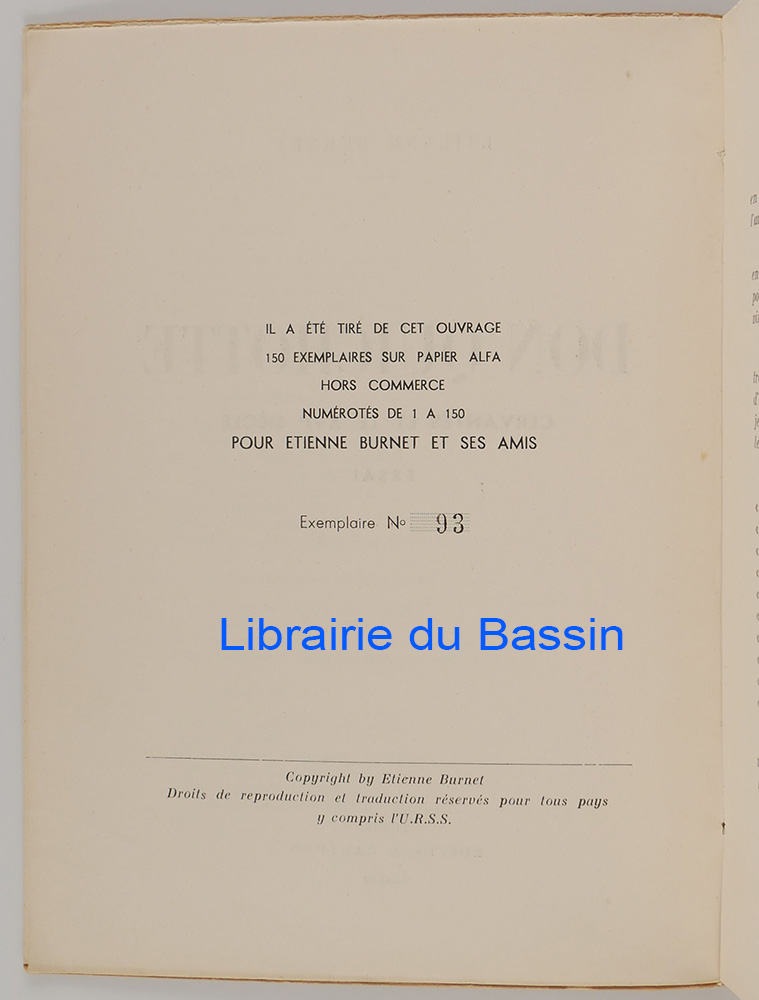 IL A ÉTÉ TIRÉ DE CET OUVRAGE
150 EXEMPLAIRES SUR PAPIER ALFA
HORS COMMERCE
NUMÉROTÉS DE 1 A 150
POUR ETIENNE BURNET ET SES AMIS
Exemplaire No 93
Librairie du Bassin
Copyright by Etienne Burnet
Droits de reproduction et traduction réservés pour tous pays
y compris l'U.R.S.S.